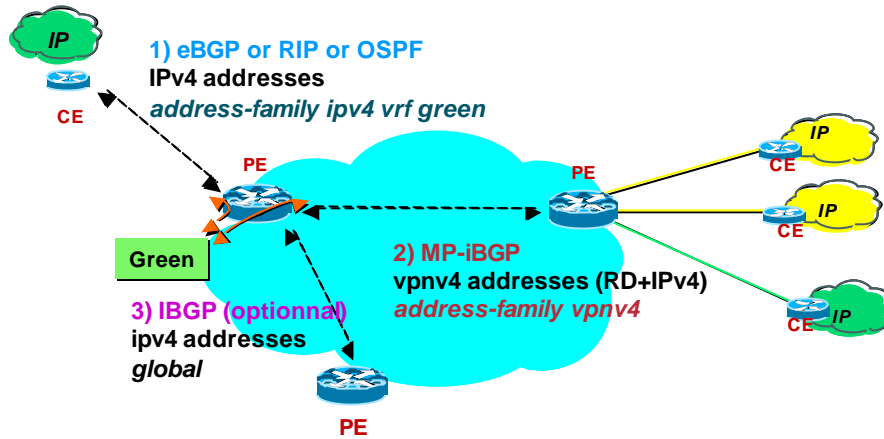 IP
CE
1) eBGP or RIP or OSPF
IPv4 addresses
address-family ipv4 vrf green
PE
Green
2) MP-iBGP
vpnv4 addresses (RD+IPv4)
address-family vpnv4
3) IBGP (optionnal)
ipv4 addresses
global
PE
PE
IP
CE
IP
CE
IP
CE